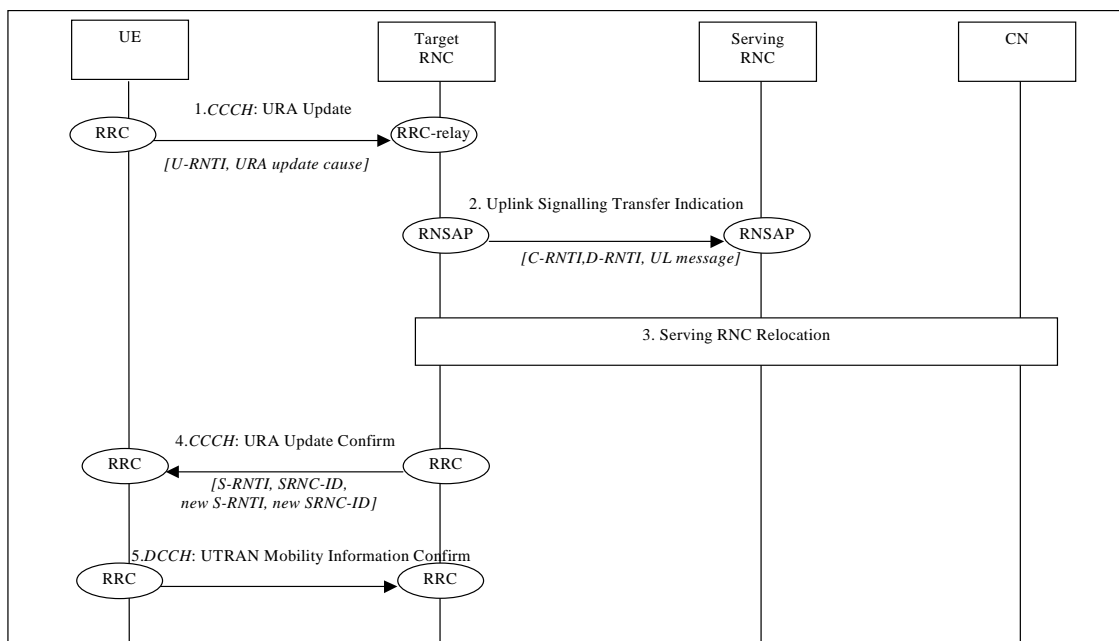 UE
Target
RNC
Serving
RNC
CN
1.CCCH: URA Update
RRC
RRC-relay
[U-RNTI, URA update cause]
2. Uplink Signalling Transfer Indication
RNSAP
RNSAP
[C-RNTI,D-RNTI, UL message]
3. Serving RNC Relocation
4.CCCH: URA Update Confirm
RRC
RRC
[S-RNTI, SRNC-ID,
new S-RNTI, new SRNC-ID]
5.DCCH: UTRAN Mobility Information Confirm
RRC
RRC